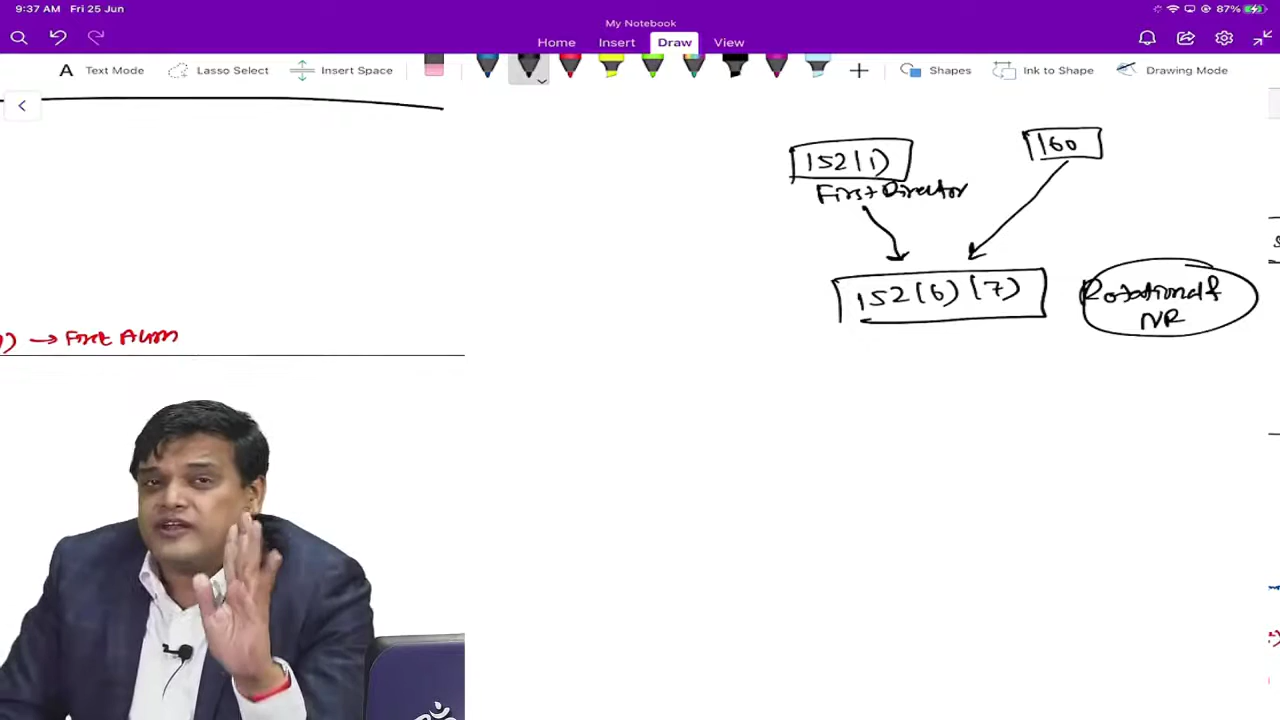 9:37 AM Fri 25 Jun
87%
My Notebook
Home Insert Draw View
A Text Mode Lasso Select Insert Space Shapes Ink to Shape Drawing Mode
152(1)
160
First Director
152(6) (7)
Rotational &
NR
1) → First